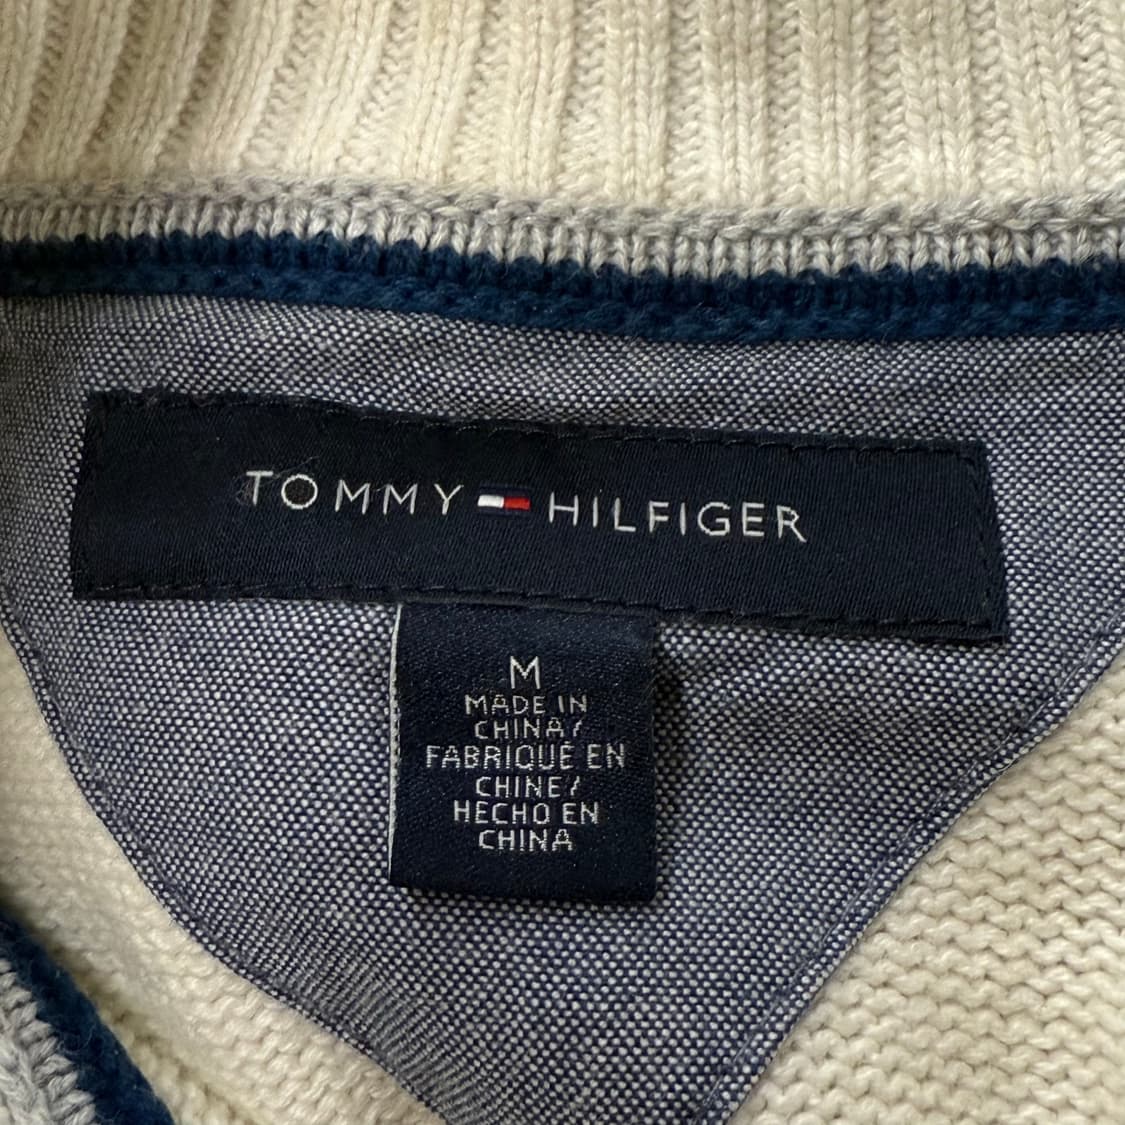 TOMMY HILFIGER
M
MADE IN
CHINA/
FABRIQUÉ EN
CHINE/
HECHO EN
CHINA